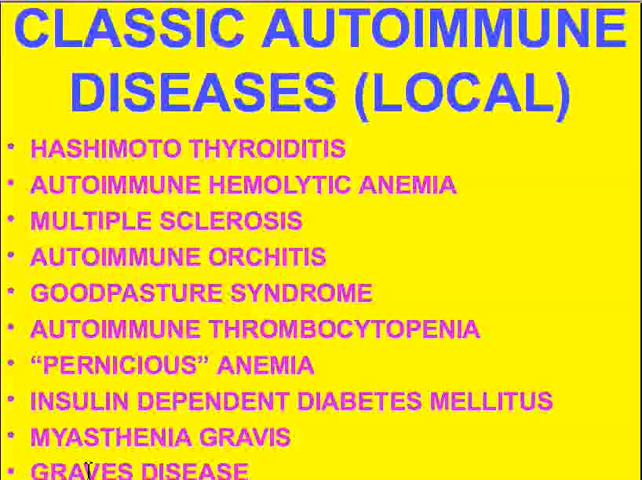 CLASSIC AUTOIMMUNE
DISEASES (LOCAL)
• HASHIMOTO THYROIDITIS
• AUTOIMMUNE HEMOLYTIC ANEMIA
• MULTIPLE SCLEROSIS
• AUTOIMMUNE ORCHITIS
• GOODPASTURE SYNDROME
• AUTOIMMUNE THROMBOCYTOPENIA
• “PERNICIOUS” ANEMIA
• INSULIN DEPENDENT DIABETES MELLITUS
• MYASTHENIA GRAVIS
• GRAVES DISEASE